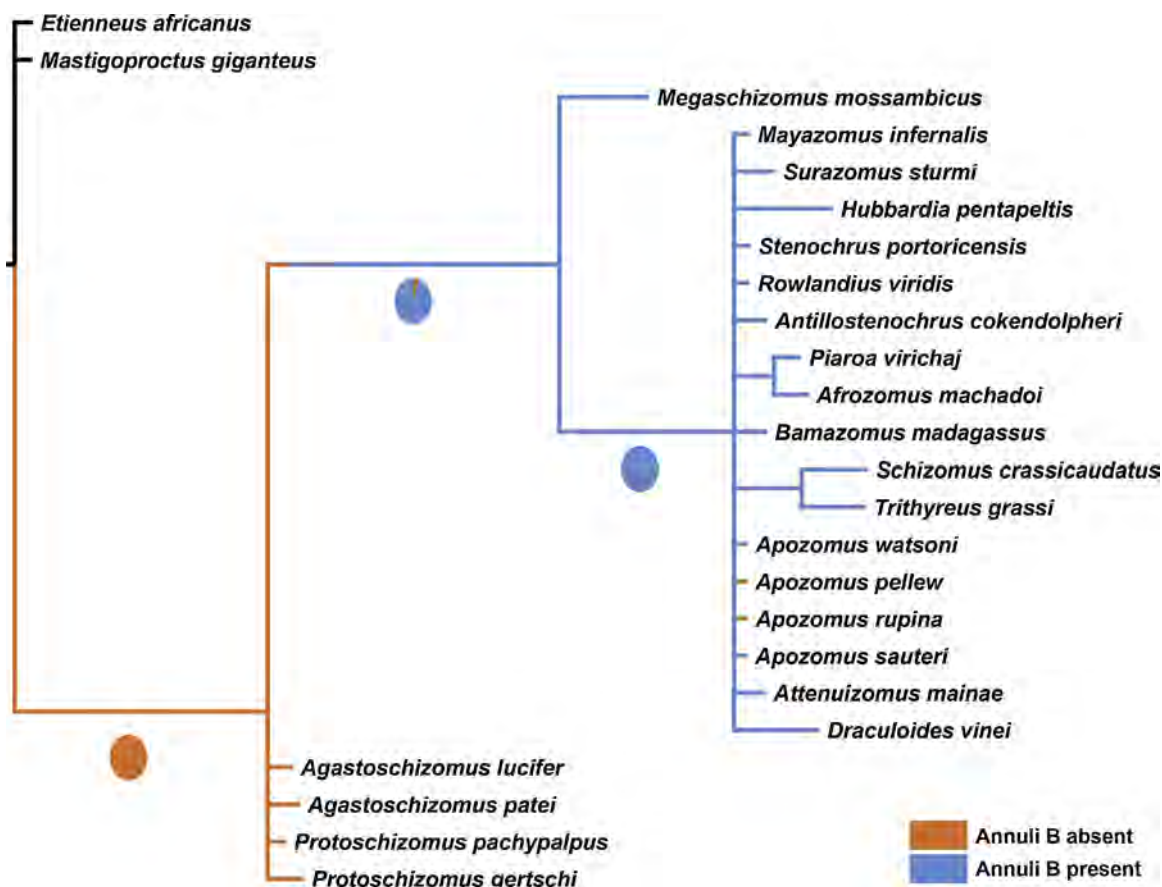 Etienneus africanus
Mastigoproctus giganteus
Megaschizomus mossambicus
Mayazomus infernalis
Surazomus sturmi
Hubbardia pentapeltis
Stenochrus portoricensis
Rowlandius viridis
Antillostenochrus cokendolpheri
Piaroa virichaj
Afrozomus machadoi
Bamazomus madagassus
Schizomus crassicaudatus
Trithyreus grassi
Apozomus watsoni
Apozomus pellew
Apozomus rupina
Apozomus sauteri
Attenuizomus mainae
Draculoides vinei
Agastoschizomus lucifer
Agastoschizomus patei
Protoschizomus pachypalpus
Protoschizomus gertschi
Annuli B absent
Annuli B present